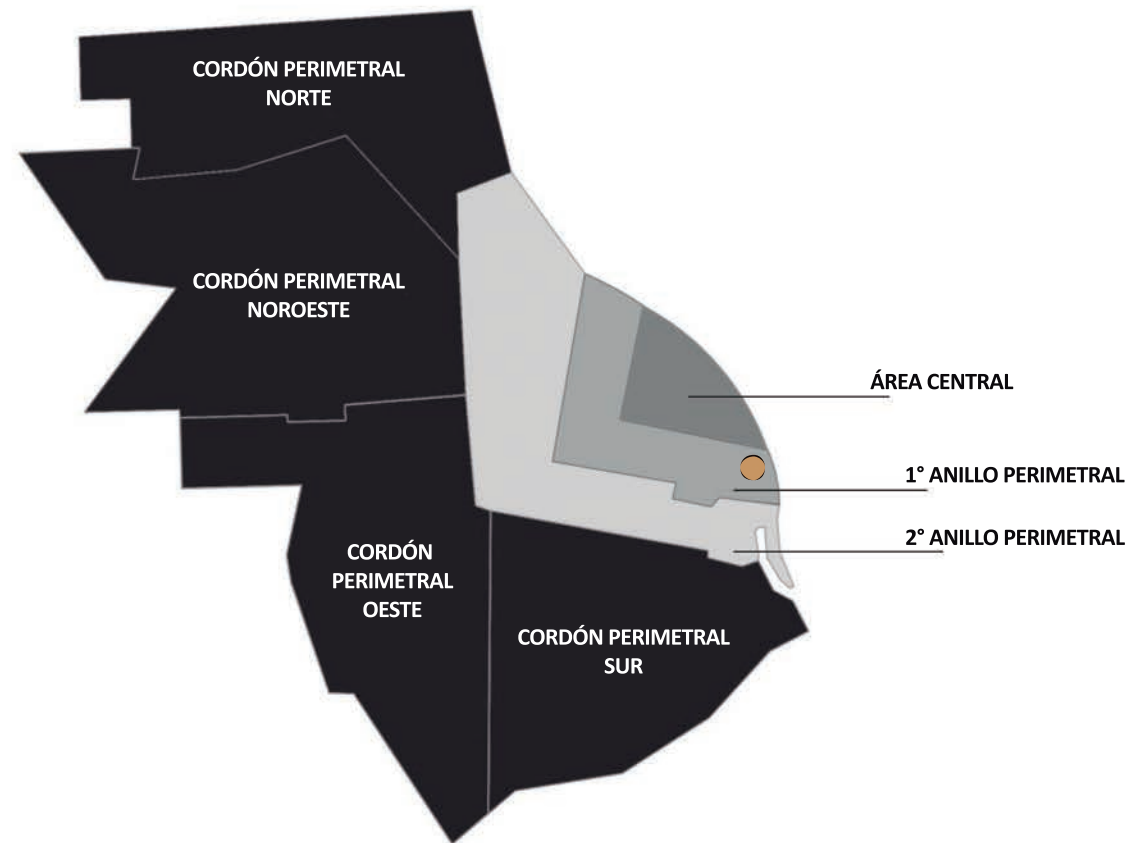 CORDÓN PERIMETRAL
NORTE
CORDÓN PERIMETRAL
NOROESTE
ÁREA CENTRAL
1° ANILLO PERIMETRAL
2° ANILLO PERIMETRAL
CORDÓN
PERIMETRAL
OESTE
CORDÓN PERIMETRAL
SUR